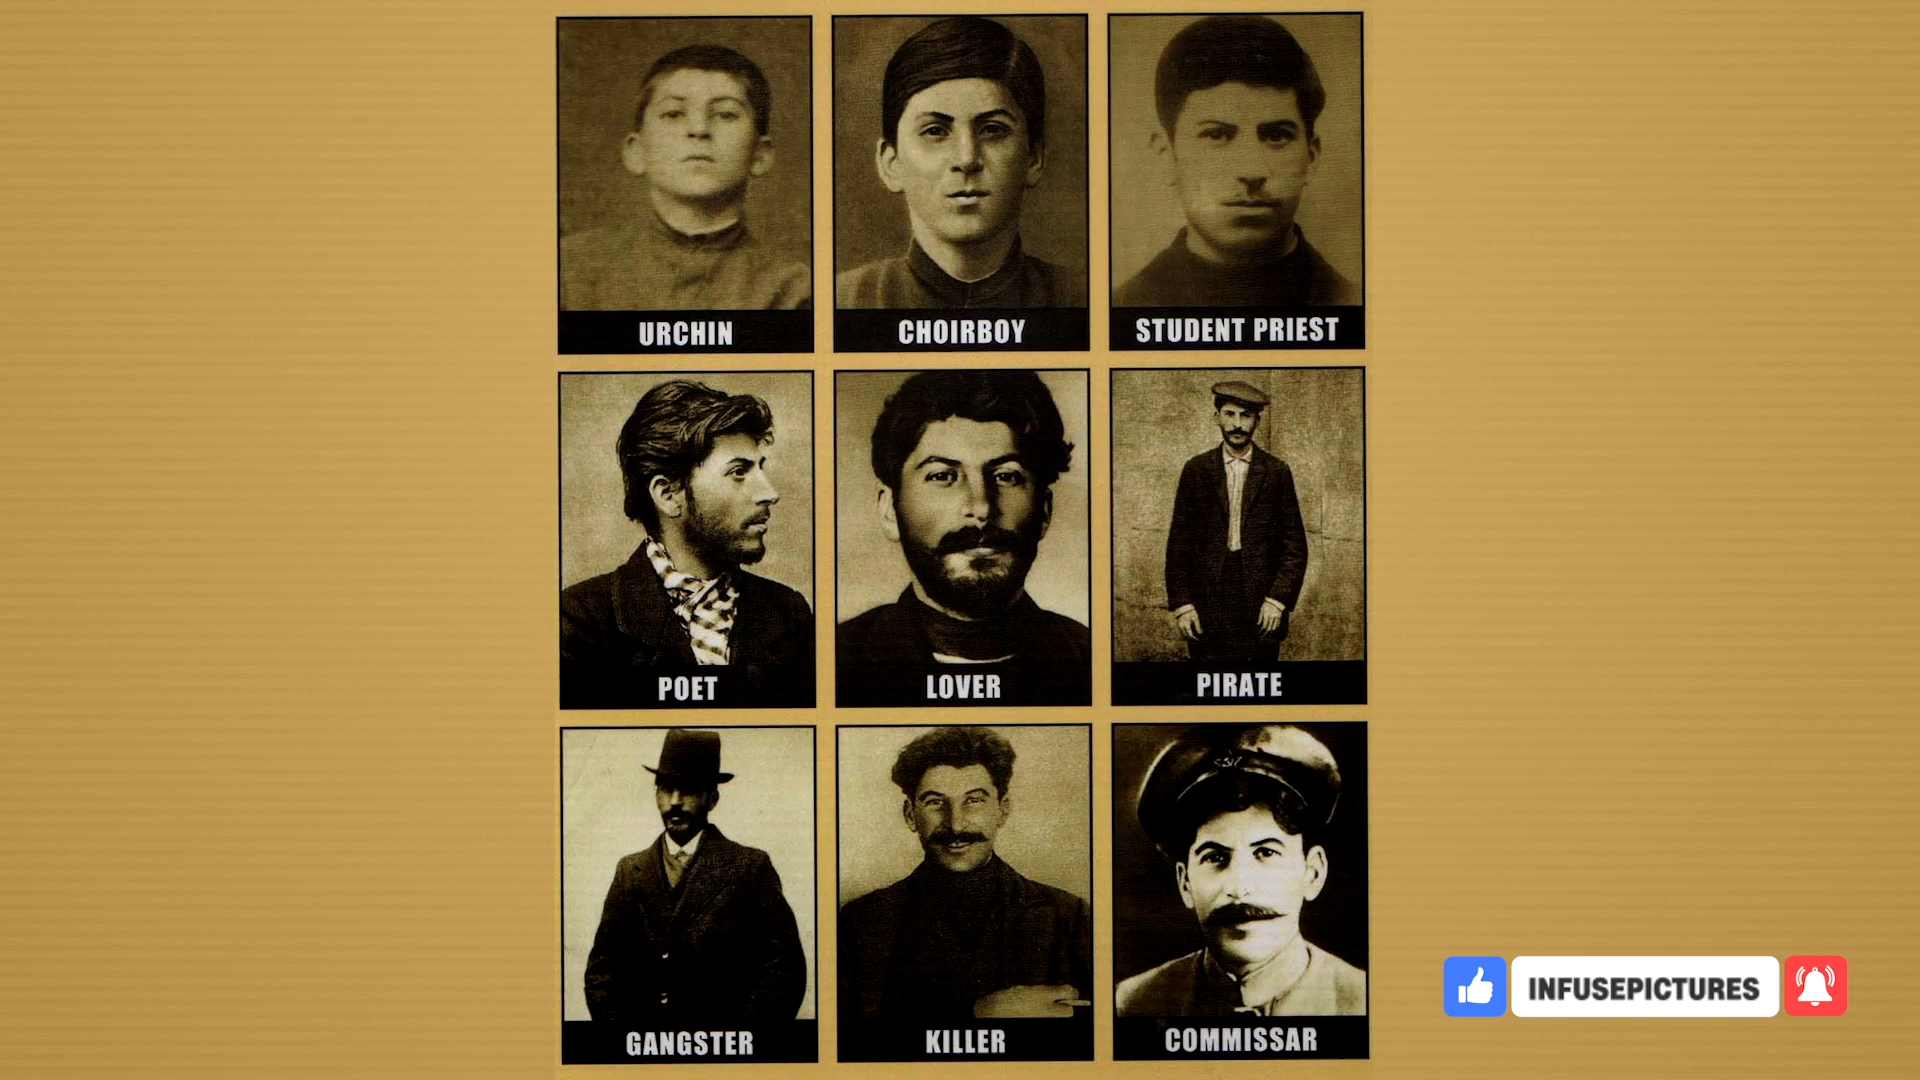 URCHIN
CHOIRBOY
STUDENT PRIEST
POET
LOVER
PIRATE
GANGSTER
KILLER
COMMISSAR
INFUSEPICTURES